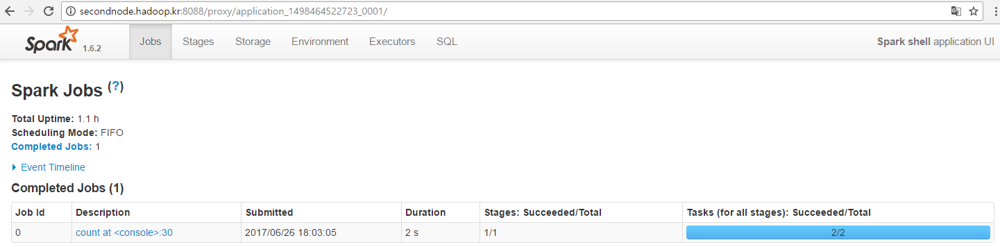 secondnode.hadoop.kr:8088/proxy/application_1498464522723_0001/
Spark 1.6.2 Jobs Stages Storage Environment Executors SQL Spark shell application UI
Spark Jobs (?)
Total Uptime: 1.1 h
Scheduling Mode: FIFO
Completed Jobs: 1
Event Timeline
Completed Jobs (1)
Job Id Description Submitted Duration Stages: Succeeded/Total Tasks (for all stages): Succeeded/Total
0 count at <console>:30 2017/06/26 18:03:05 2 s 1/1 2/2